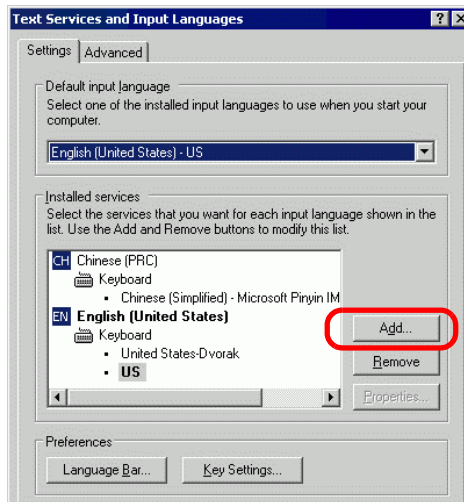 Text Services and Input Languages
Settings
Advanced
Default input language
Select one of the installed input languages to use when you start your
computer.
English (United States) - US
Installed services
Select the services that you want for each input language shown in the
list. Use the Add and Remove buttons to modify this list.
CH Chinese (PRC)
Keyboard
Chinese (Simplified) - Microsoft Pinyin IM
EN English (United States)
Keyboard
United States-Dvorak
US
Add...
Remove
Properties...
Preferences
Language Bar...
Key Settings...